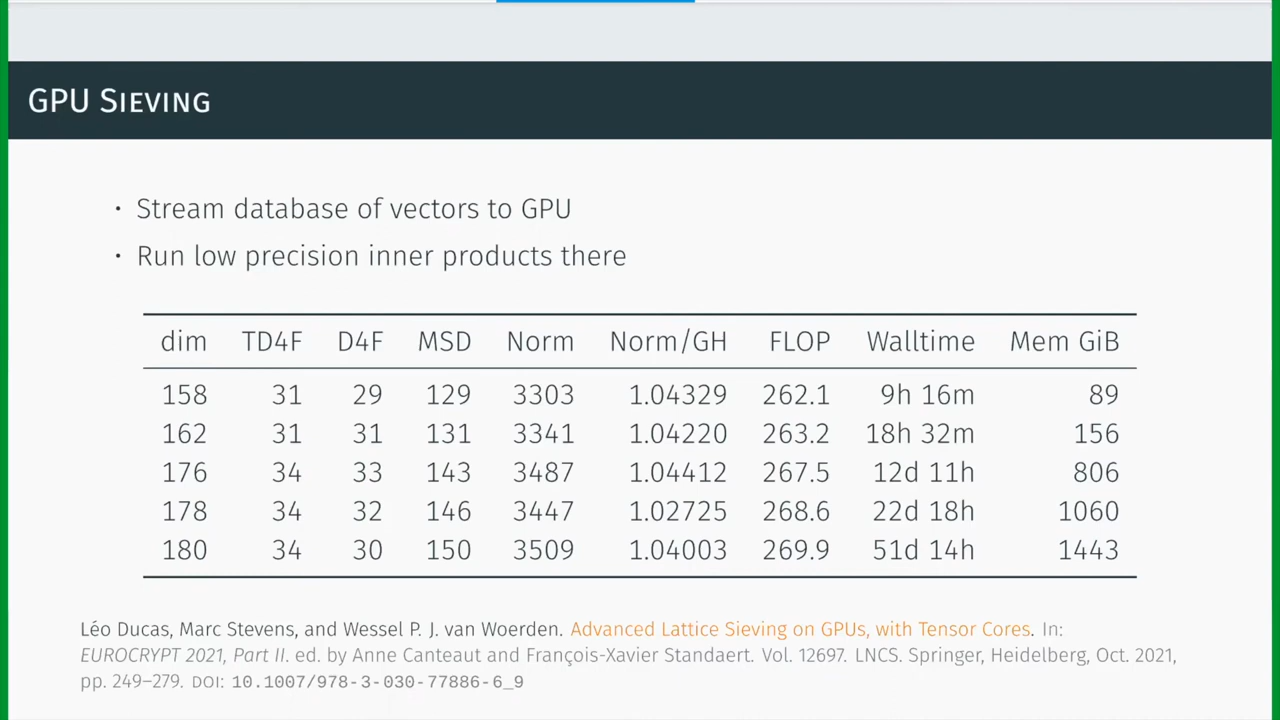 GPU Sieving
· Stream database of vectors to GPU
· Run low precision inner products there
dim TD4F D4F MSD Norm Norm/GH FLOP Walltime Mem GiB
158 31 29 129 3303 1.04329 262.1 9h 16m 89
162 31 31 131 3341 1.04220 263.2 18h 32m 156
176 34 33 143 3487 1.04412 267.5 12d 11h 806
178 34 32 146 3447 1.02725 268.6 22d 18h 1060
180 34 30 150 3509 1.04003 269.9 51d 14h 1443
Léo Ducas, Marc Stevens, and Wessel P. J. van Woerden. Advanced Lattice Sieving on GPUs, with Tensor Cores. In:
EUROCRYPT 2021, Part II. ed. by Anne Canteaut and François-Xavier Standaert. Vol. 12697. LNCS. Springer, Heidelberg, Oct. 2021,
pp. 249–279. DOI: 10.1007/978-3-030-77886-6_9